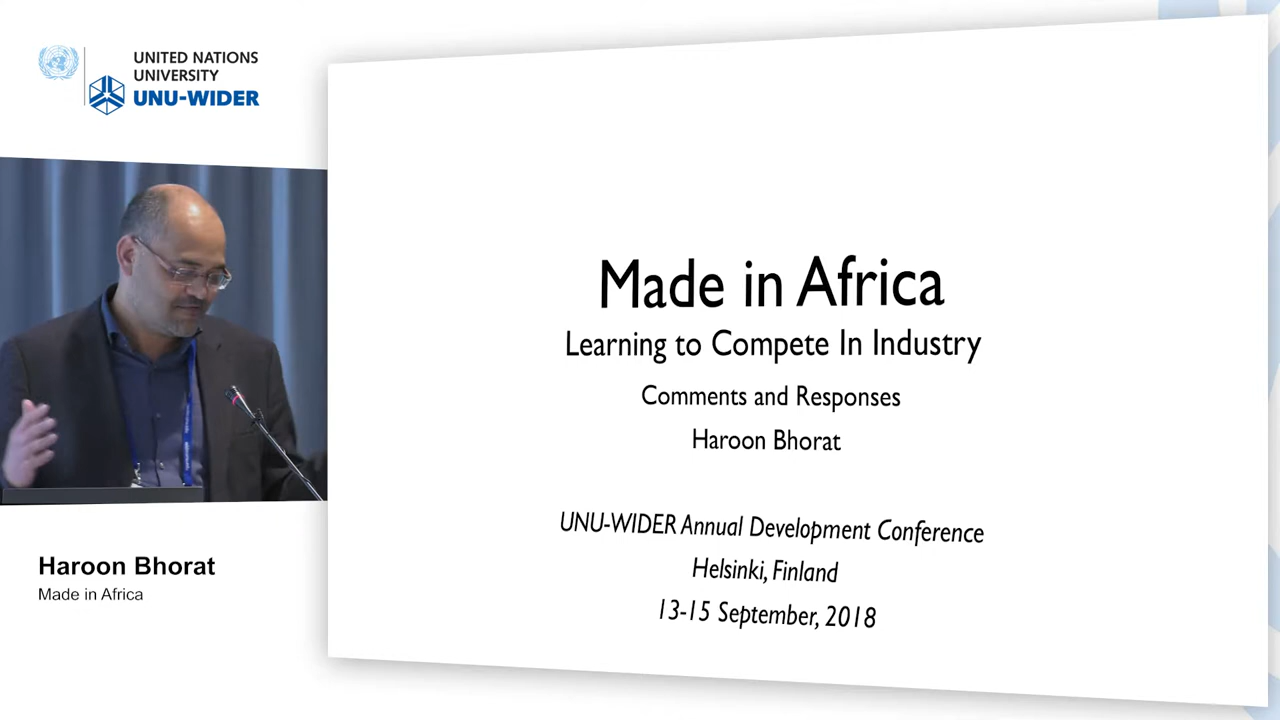 UNITED NATIONS
UNIVERSITY
UNU-WIDER
Made in Africa
Learning to Compete In Industry
Comments and Responses
Haroon Bhorat
UNU-WIDER Annual Development Conference
Helsinki, Finland
13-15 September, 2018
Haroon Bhorat
Made in Africa